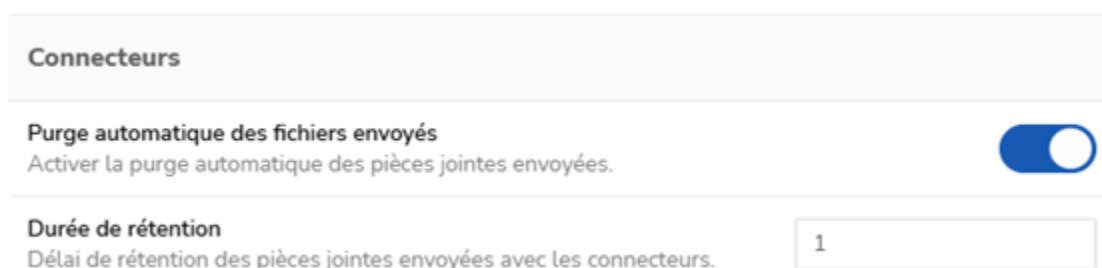 Connecteurs
Purge automatique des fichiers envoyés
Activer la purge automatique des pièces jointes envoyées.
Durée de rétention
1
Délai de rétention des pièces jointes envoyées avec les connecteurs.